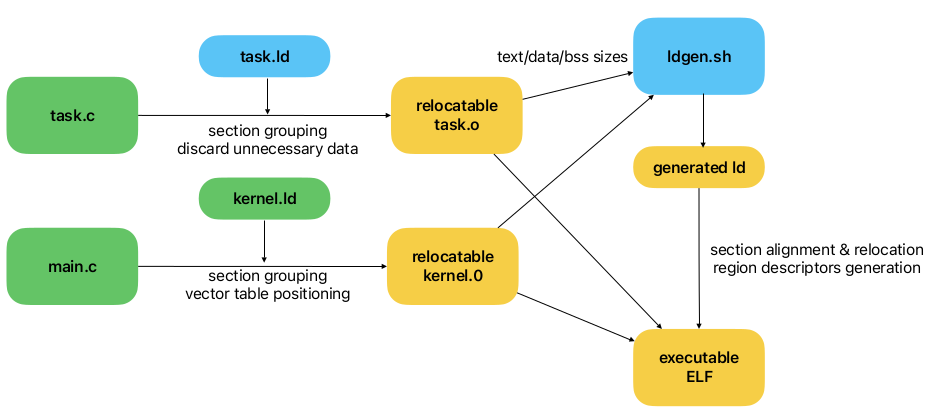 task.ld
text/data/bss sizes
ldgen.sh
task.c
relocatable
task.o
section grouping
discard unnecessary data
generated ld
kernel.ld
main.c
relocatable
kernel.0
section grouping
vector table positioning
section alignment & relocation
region descriptors generation
executable
ELF